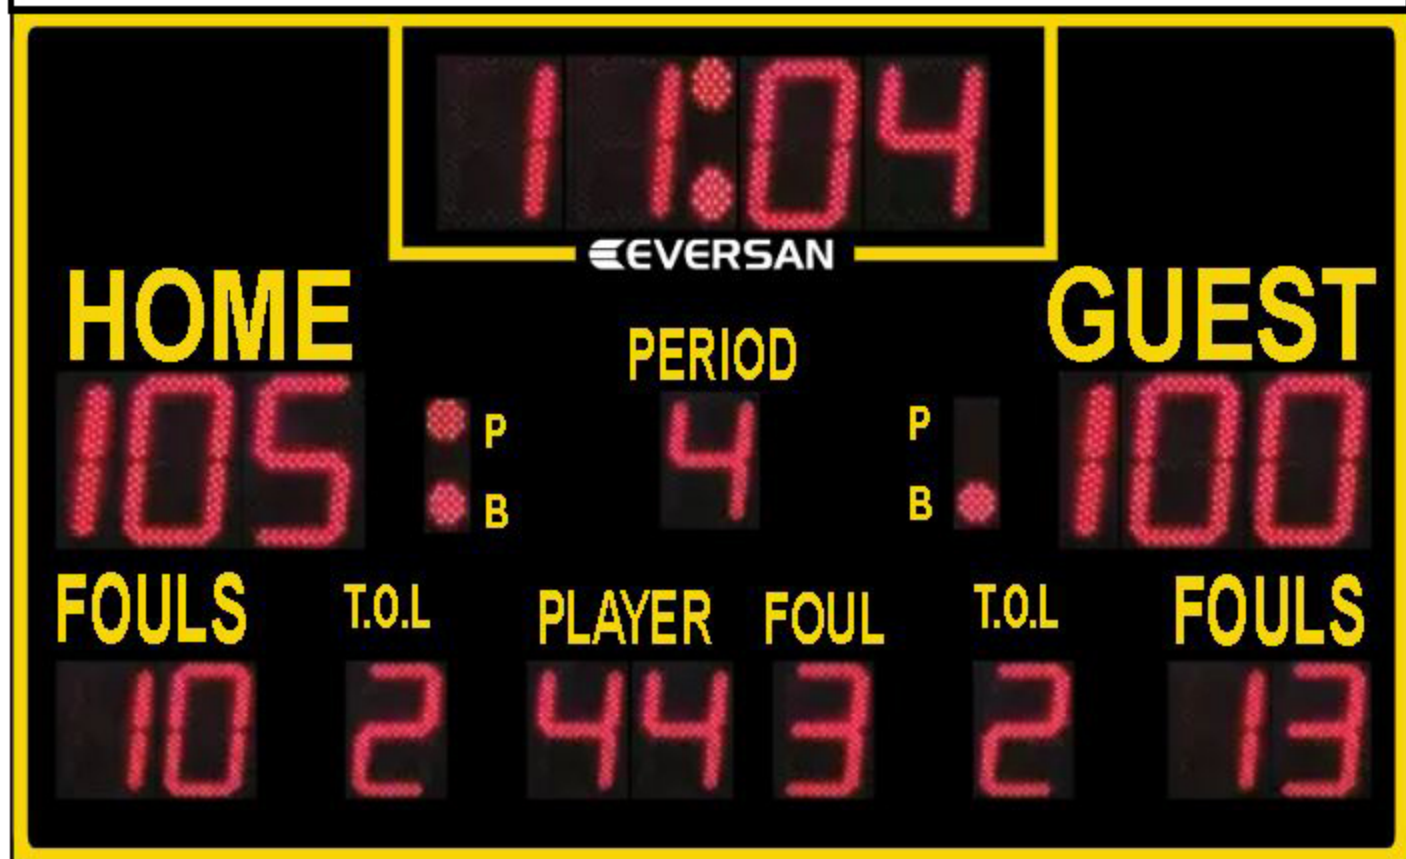 11:04
EVERSAN
HOME
GUEST
PERIOD
105
P
B
4
P
B
100
FOULS
T.O.L
PLAYER
FOUL
T.O.L
FOULS
10
2
44
3
2
13